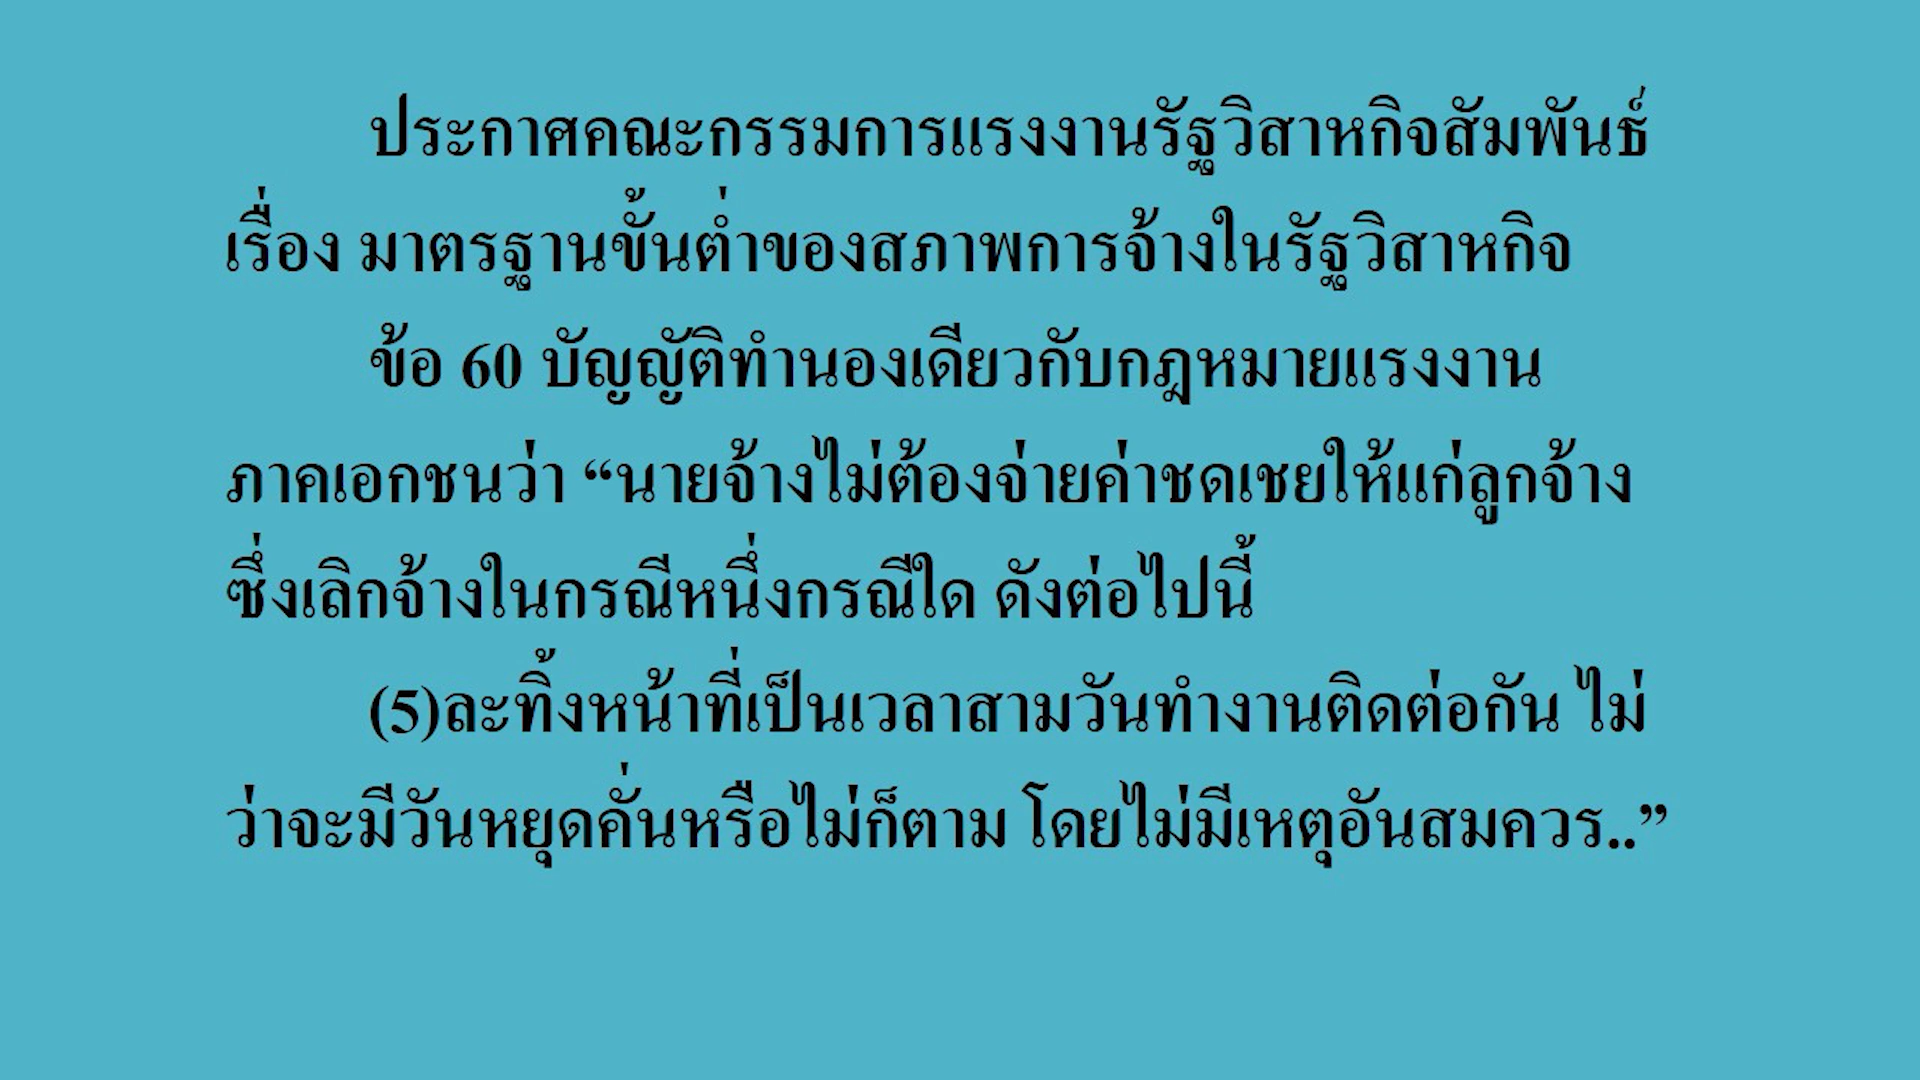 ประกาศคณะกรรมการแรงงานรัฐวิสาหกิจสัมพันธ์
เรื่อง มาตรฐานขั้นต่ำของสภาพการจ้างในรัฐวิสาหกิจ
ข้อ 60 บัญญัติทำนองเดียวกับกฎหมายแรงงาน
ภาคเอกชนว่า “นายจ้างไม่ต้องจ่ายค่าชดเชยให้แก่ลูกจ้าง
ซึ่งเลิกจ้างในกรณีหนึ่งกรณีใด ดังต่อไปนี้
(5)ละทิ้งหน้าที่เป็นเวลาสามวันทำงานติดต่อกัน ไม่
ว่าจะมีวันหยุดคั่นหรือไม่ก็ตาม โดยไม่มีเหตุอันสมควร..”